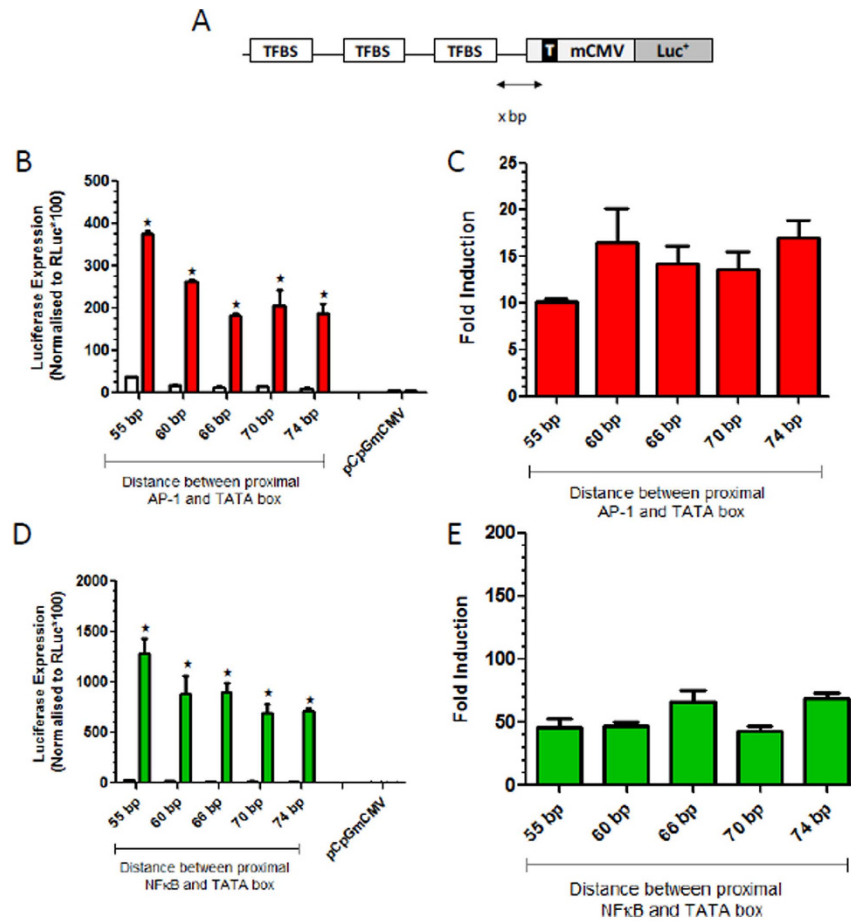 A
TFBS TFBS TFBS T mCMV Luc⁺
x bp
B
Luciferase Expression
(Normalised to RLuc*100)
500
400
300
200
100
0
55 bp
60 bp
66 bp
70 bp
74 bp
pCpGmCMV
Distance between proximal
AP-1 and TATA box
C
Fold Induction
25
20
15
10
5
0
55 bp
60 bp
66 bp
70 bp
74 bp
Distance between proximal
AP-1 and TATA box
D
Luciferase Expression
(Normalised to RLuc*100)
2000
1500
1000
500
0
55 bp
60 bp
66 bp
70 bp
74 bp
pCpGmCMV
Distance between proximal
NFκB and TATA box
E
Fold Induction
200
150
100
50
0
55 bp
60 bp
66 bp
70 bp
74 bp
Distance between proximal
NFκB and TATA box